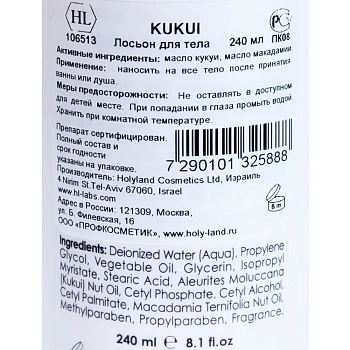 HL
106513
KUKUI
Лосьон для тела
240 мл
РС
ПК08
Активные ингредиенты: масло кукуи, масло макадамии.
Применение: наносить на все тело после принятия
ванны или душа.
Меры предосторожности: Не оставлять в доступном
для детей месте. При попадании в глаза промыть водой.
Хранить при комнатной температуре.
Препарат сертифицирован.
Полный состав и
срок годности
указаны на упаковке.
7 290101 325888
Производитель: Holyland Cosmetics Ltd, Израиль
4 Nirim St.Tel-Aviv 67060, Israel
www.hl-labs.com
Адрес в России: 121309, Москва,
ул. Б. Филевская, 16
ООО «ПРОФКОСМЕТИК» www.holy-land.ru
6 m
Ingredients: Deionized Water (Aqua), Propylene
Glycol, Vegetable Oil, Glycerin, Isopropyl
Myristate, Stearic Acid, Aleurites Moluccana
(Kukui) Nut Oil, Cetyl Phosphate, Cetyl Alcohol,
Cetyl Palmitate, Macadamia Ternifolia Nut Oil,
Methylparaben, Propylparaben, Fragrance.
240 ml e 8.1 fl.oz